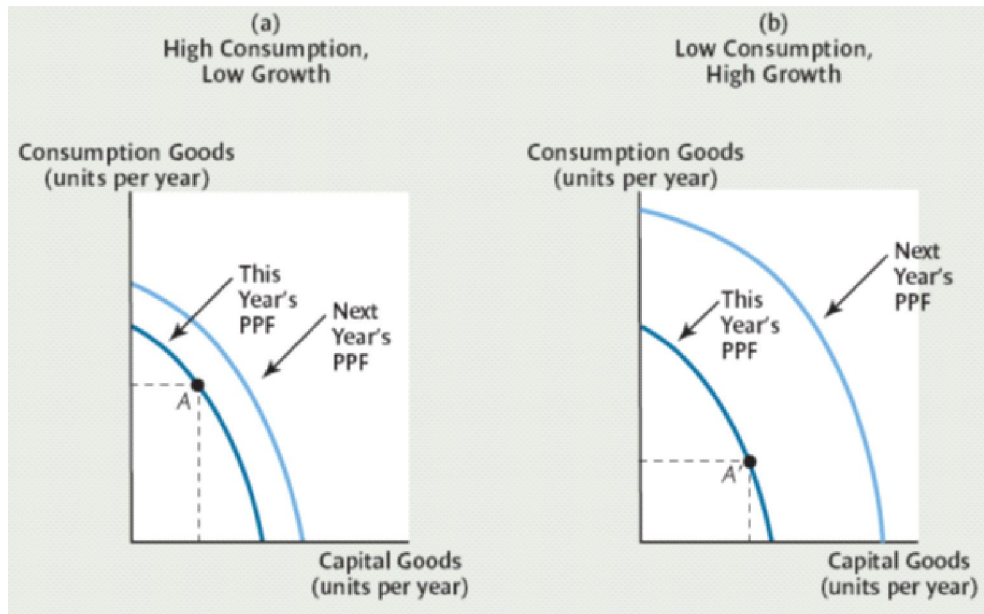 (a)
High Consumption,
Low Growth
Consumption Goods
(units per year)
This
Year's
PPF
Next
Year's
PPF
A
Capital Goods
(units per year)
(b)
Low Consumption,
High Growth
Consumption Goods
(units per year)
Next
Year's
PPF
This
Year's
PPF
A'
Capital Goods
(units per year)